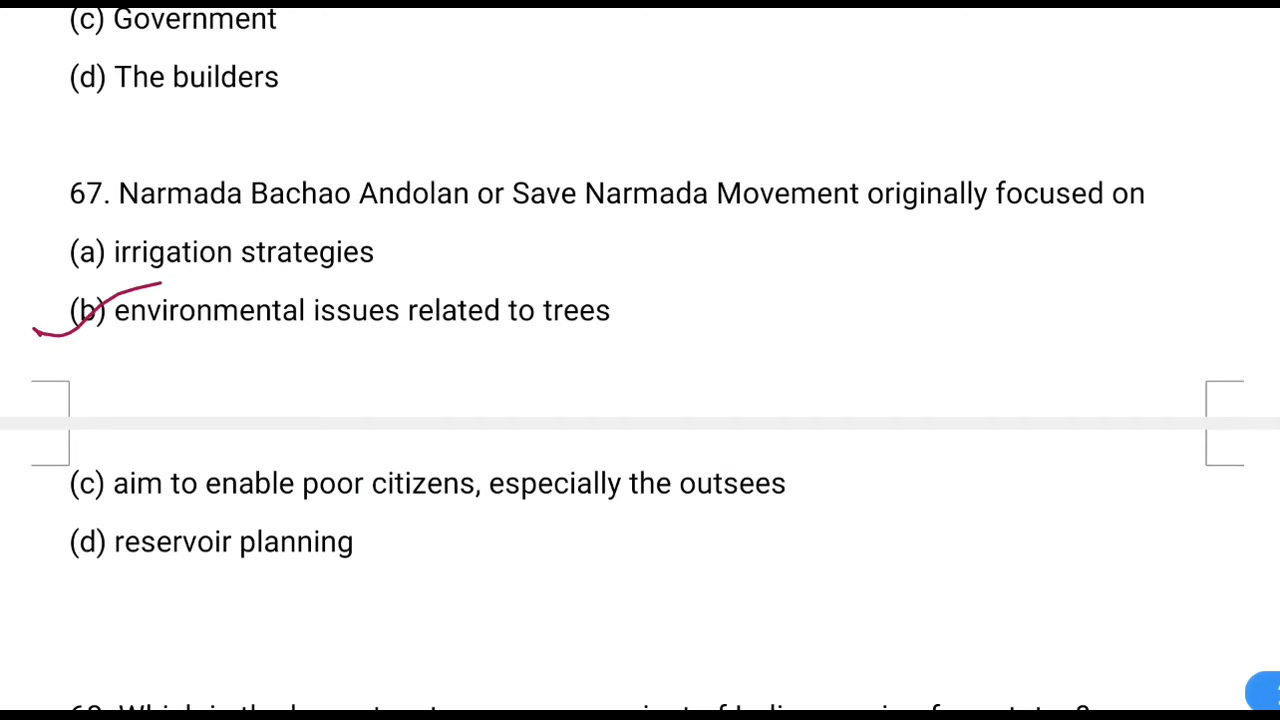 (c) Government
(d) The builders
67. Narmada Bachao Andolan or Save Narmada Movement originally focused on
(a) irrigation strategies
(b) environmental issues related to trees
(c) aim to enable poor citizens, especially the outsees
(d) reservoir planning